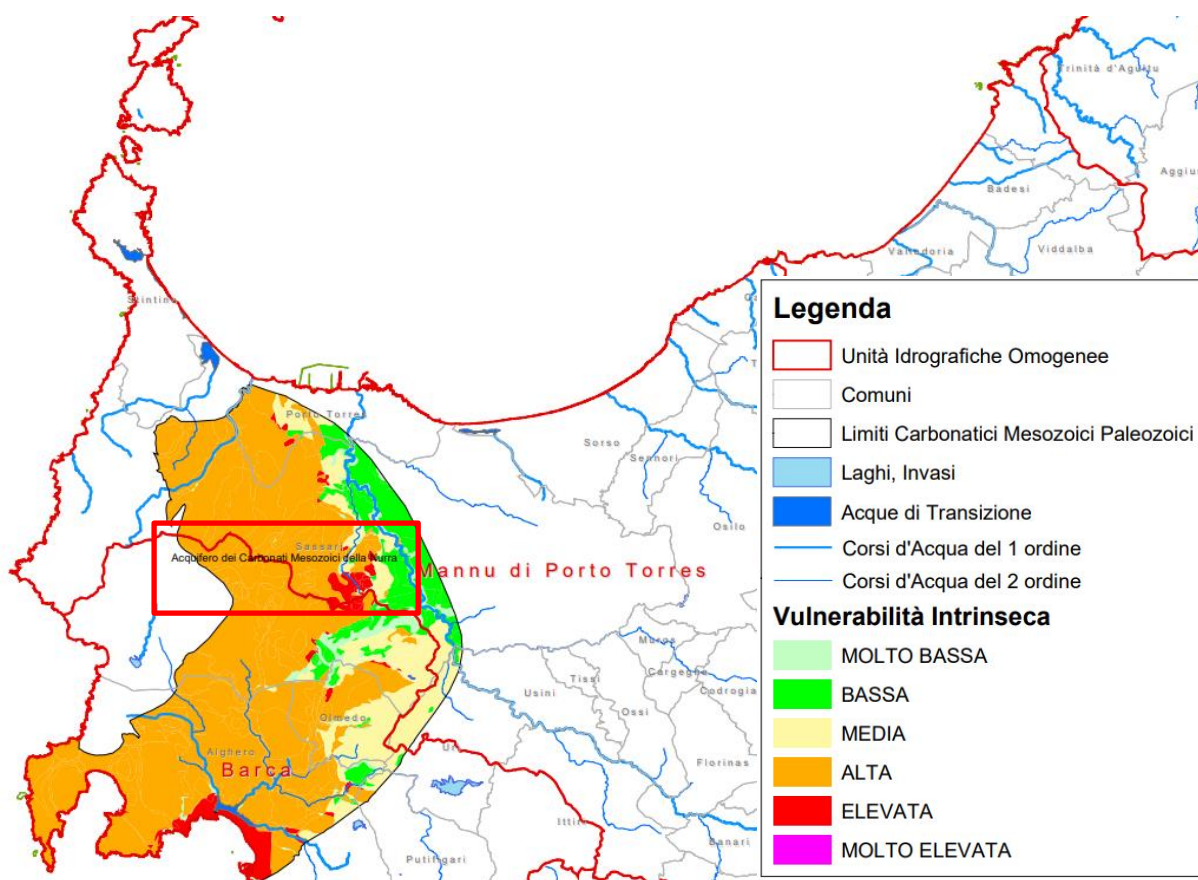 Trinità d'Agultu
Aggius
Badesi
Valledoria
Viddalba
Stintino
Porto Torres
Sorso
Sennori
Osilo
Sassari
Acquifero dei Carbonati Mesozoici della Nurra
Mannu di Porto Torres
Muros
Tissi
Cargeghe
Usini
Codrogia
Ossi
Olmedo
Uri
Florinas
Alghero
Barca
Ittiri
Banari
Putifigari
Legenda
Unità Idrografiche Omogenee
Comuni
Limiti Carbonatici Mesozoici Paleozoici
Laghi, Invasi
Acque di Transizione
Corsi d'Acqua del 1 ordine
Corsi d'Acqua del 2 ordine
Vulnerabilità Intrinseca
MOLTO BASSA
BASSA
MEDIA
ALTA
ELEVATA
MOLTO ELEVATA